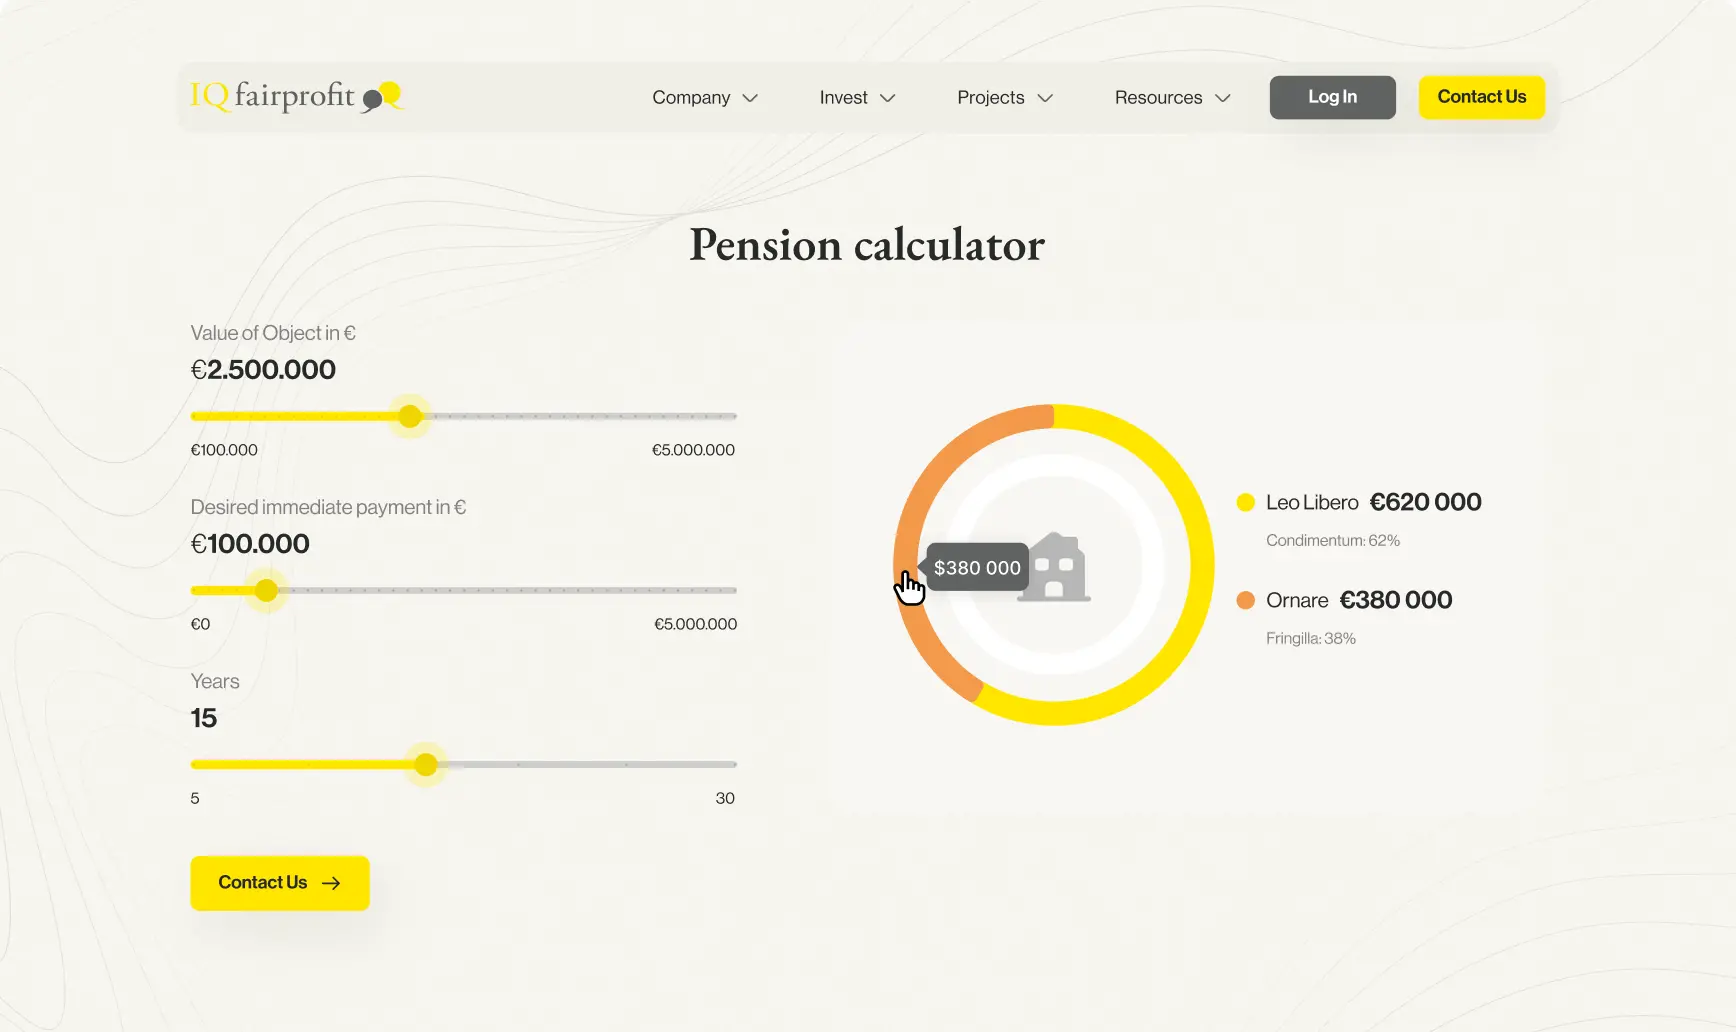 IQ fairprofit
Company
Invest
Projects
Resources
Log In
Contact Us
Pension calculator
Value of Object in €
€2.500.000
€100.000
€5.000.000
Desired immediate payment in €
€100.000
€0
€5.000.000
Years
15
5
30
Contact Us
$380 000
Leo Libero €620 000
Condimentum: 62%
Ornare €380 000
Fringilla: 38%